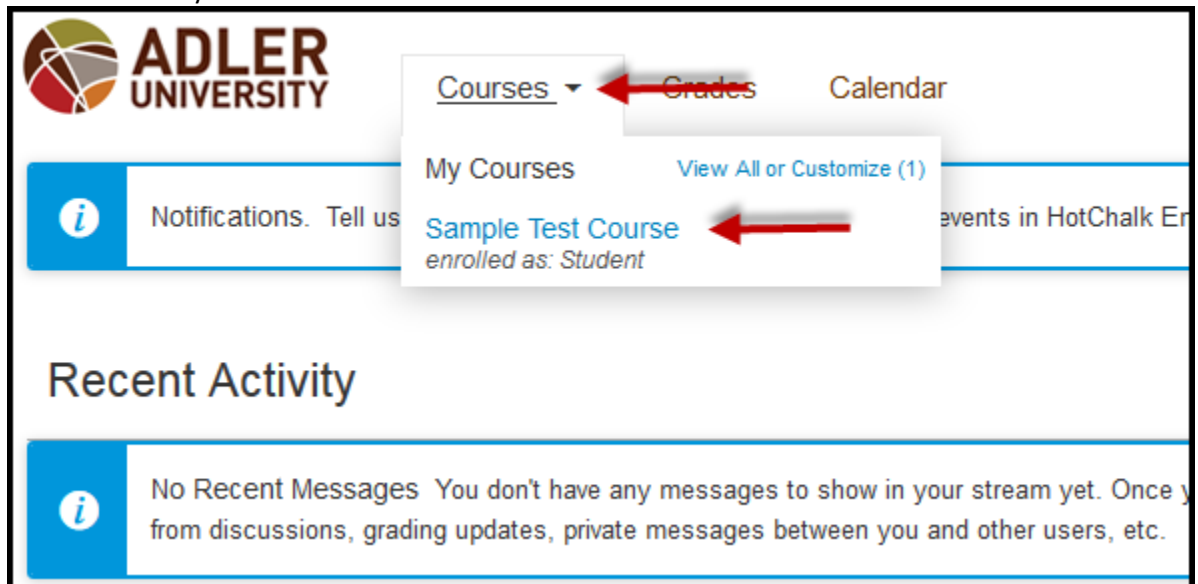 ADLER
UNIVERSITY
Courses Grades Calendar
My Courses View All or Customize (1)
Notifications. Tell us events in HotChalk
Sample Test Course
enrolled as: Student
Recent Activity
No Recent Messages You don't have any messages to show in your stream yet. Once
from discussions, grading updates, private messages between you and other users, etc.